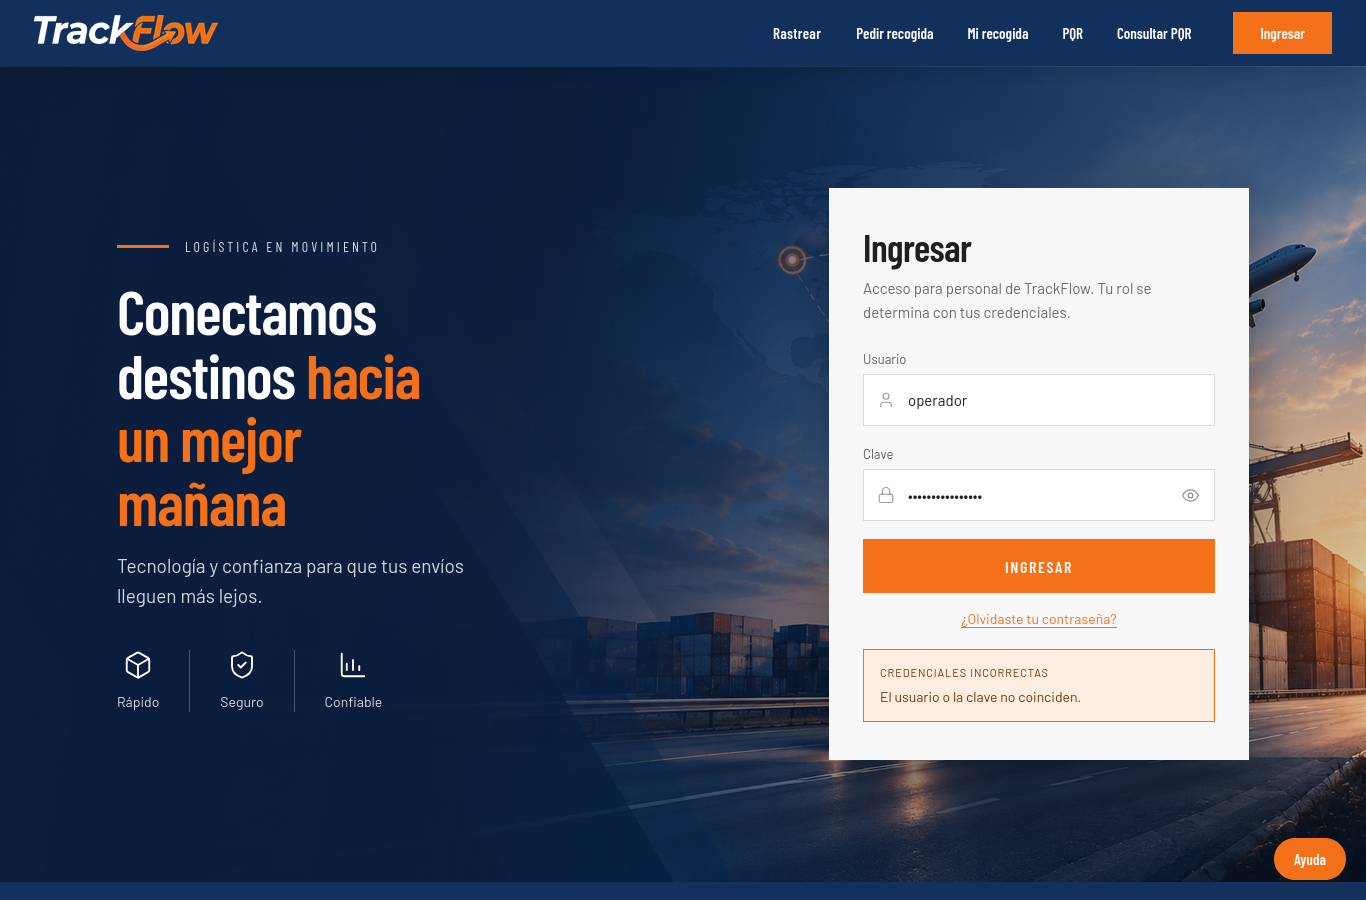 TrackFlow
Rastrear
Pedir recogida
Mi recogida
PQR
Consultar PQR
Ingresar
LOGÍSTICA EN MOVIMIENTO
Conectamos
destinos hacia
un mejor
mañana
Tecnología y confianza para que tus envíos
lleguen más lejos.
Rápido
Seguro
Confiable
Ingresar
Acceso para personal de TrackFlow. Tu rol se
determina con tus credenciales.
Usuario
operador
Clave
••••••••••••••••
INGRESAR
¿Olvidaste tu contraseña?
CREDENCIALES INCORRECTAS
El usuario o la clave no coinciden.
Ayuda